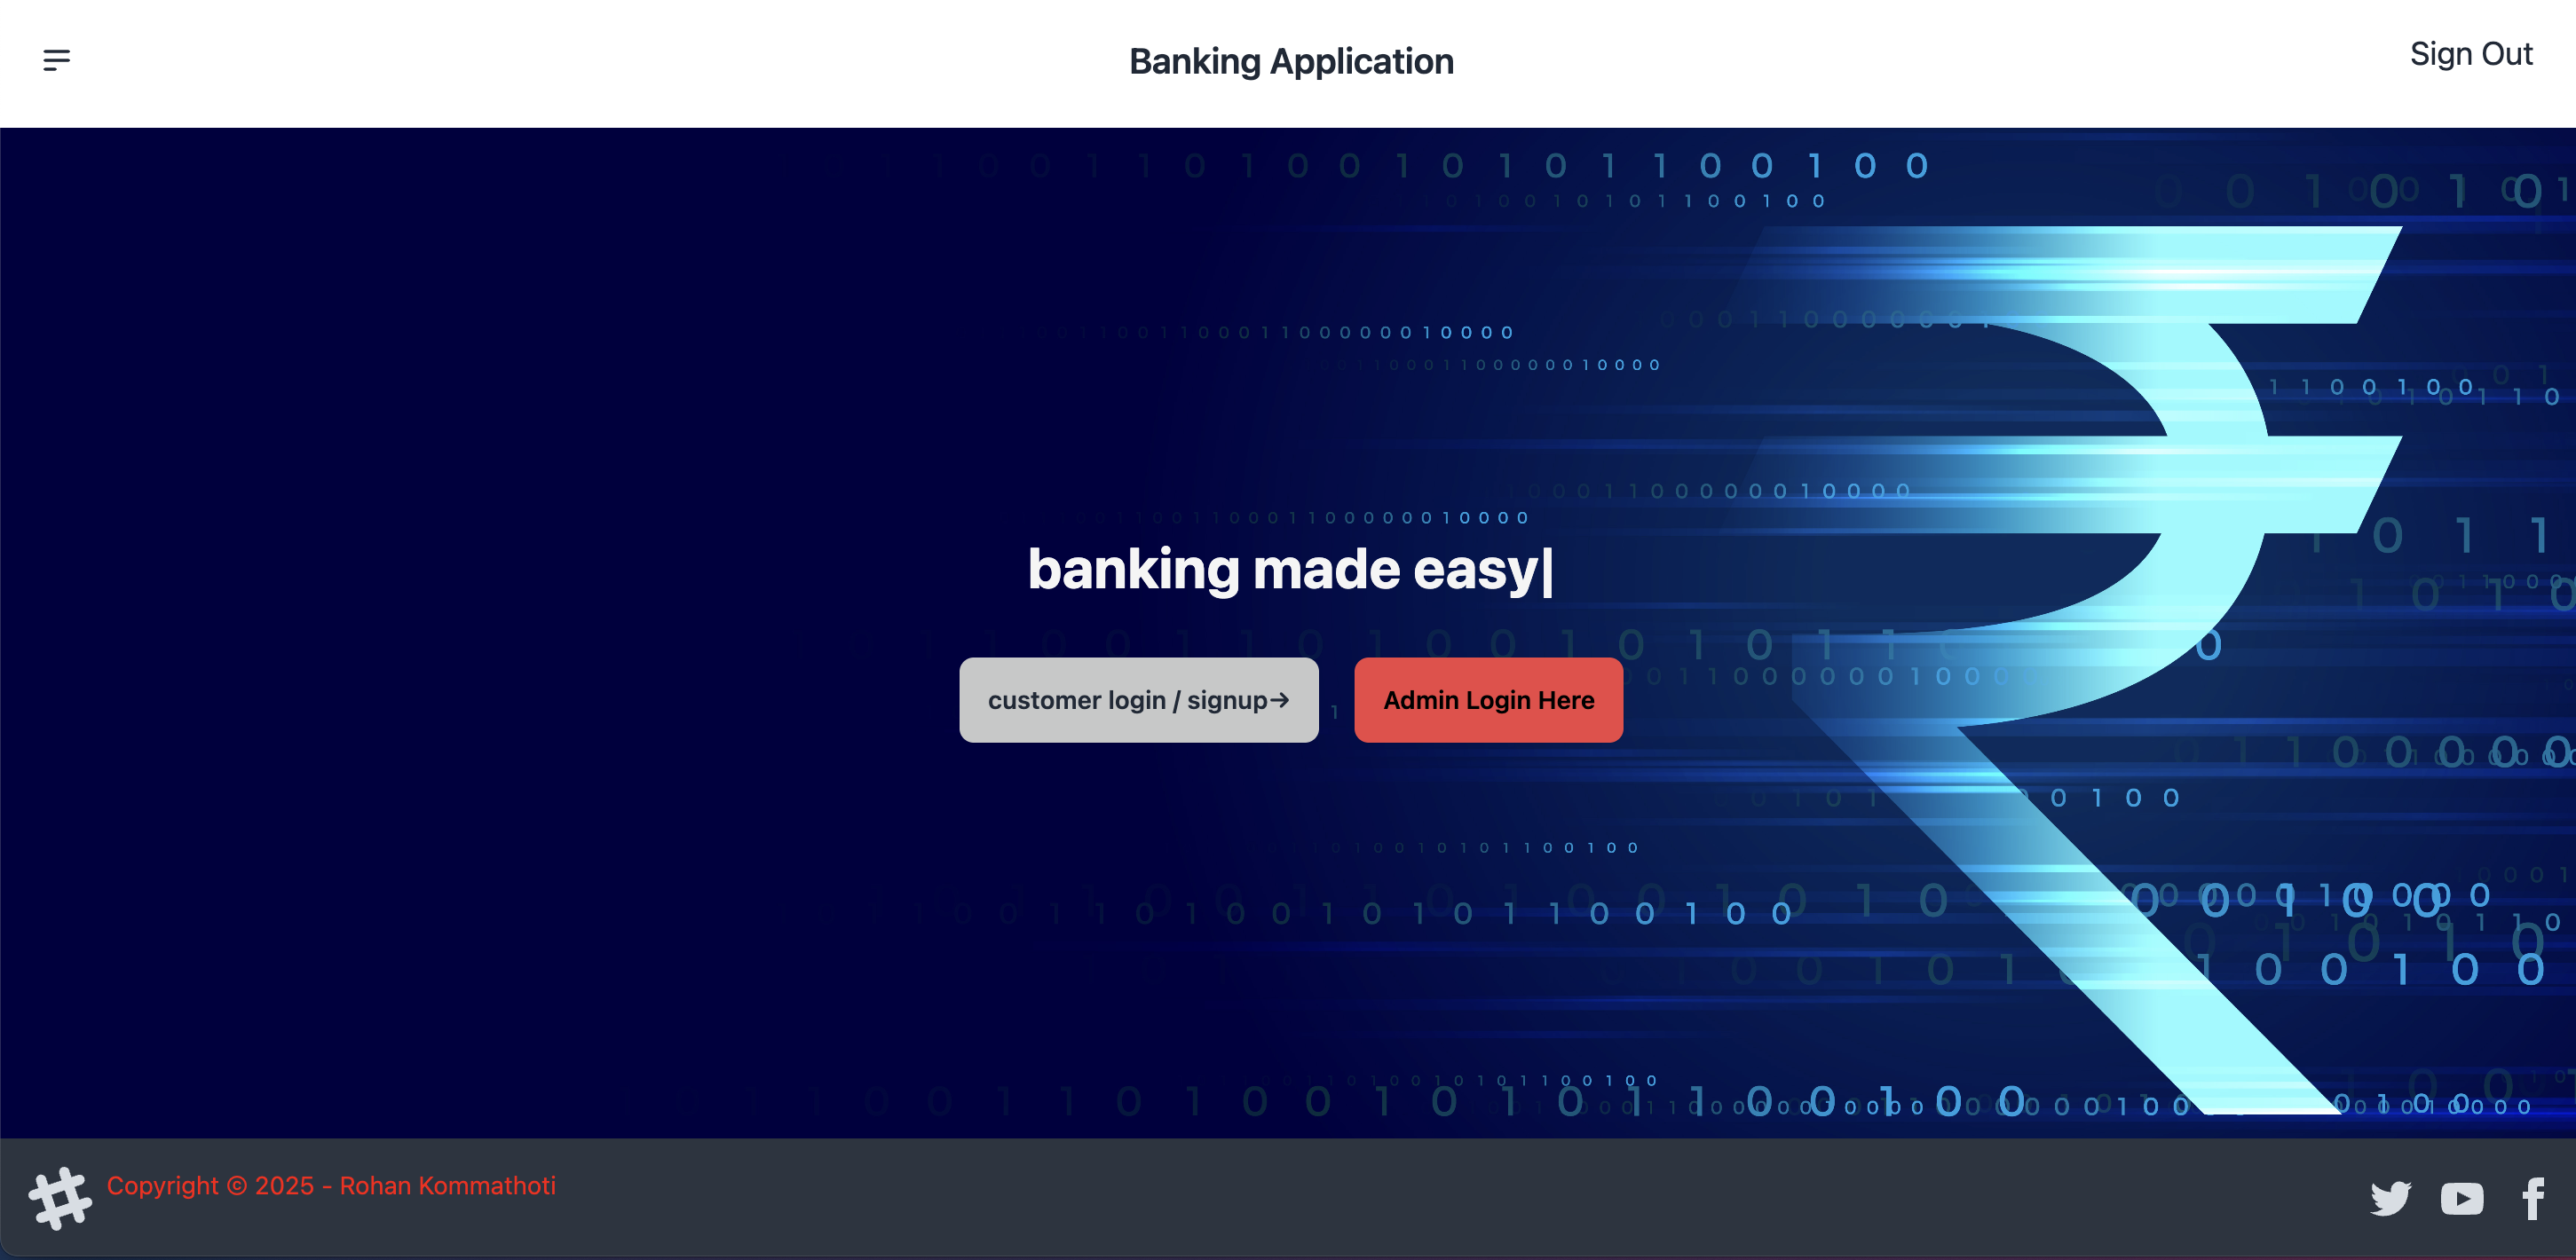 Banking Application
Sign Out
banking made easy|
customer login / signup→
Admin Login Here
Copyright © 2025 - Rohan Kommathoti